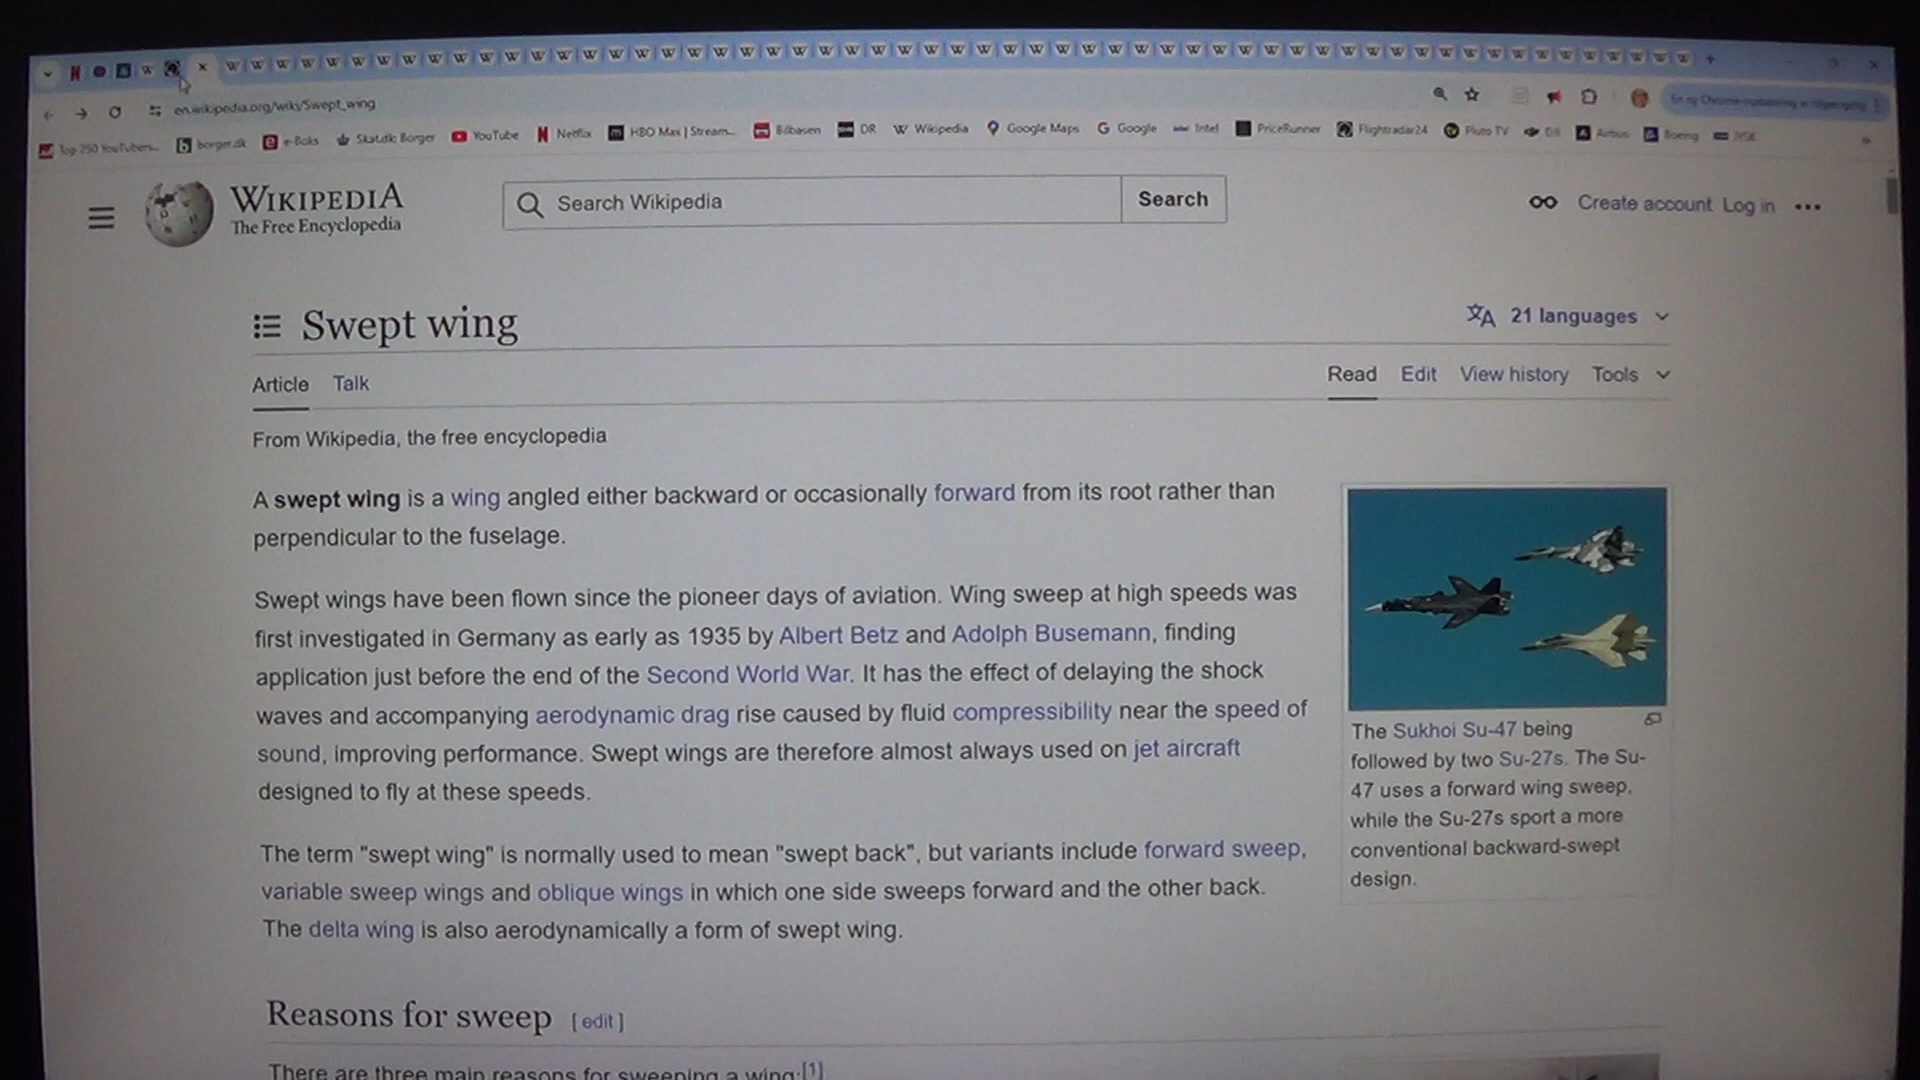 en.wikipedia.org/wiki/Swept_wing
Top 250 YouTubers... borger.dk e-Boks Skat.dk: Borger YouTube Netflix HBO Max | Stream... Bilbasen DR Wikipedia Google Maps Google Intel PriceRunner Flightradar24 Pluto TV Airbus Boeing
WIKIPEDIA
The Free Encyclopedia
Search Wikipedia
Search
Create account Log in
Swept wing
21 languages
Article Talk
Read Edit View history Tools
From Wikipedia, the free encyclopedia
A swept wing is a wing angled either backward or occasionally forward from its root rather than
perpendicular to the fuselage.
Swept wings have been flown since the pioneer days of aviation. Wing sweep at high speeds was
first investigated in Germany as early as 1935 by Albert Betz and Adolph Busemann, finding
application just before the end of the Second World War. It has the effect of delaying the shock
waves and accompanying aerodynamic drag rise caused by fluid compressibility near the speed of
sound, improving performance. Swept wings are therefore almost always used on jet aircraft
designed to fly at these speeds.
The term "swept wing" is normally used to mean "swept back", but variants include forward sweep,
variable sweep wings and oblique wings in which one side sweeps forward and the other back.
The delta wing is also aerodynamically a form of swept wing.
The Sukhoi Su-47 being
followed by two Su-27s. The Su-
47 uses a forward wing sweep,
while the Su-27s sport a more
conventional backward-swept
design.
Reasons for sweep [ edit ]
There are three main reasons for sweeping a wing:[1]